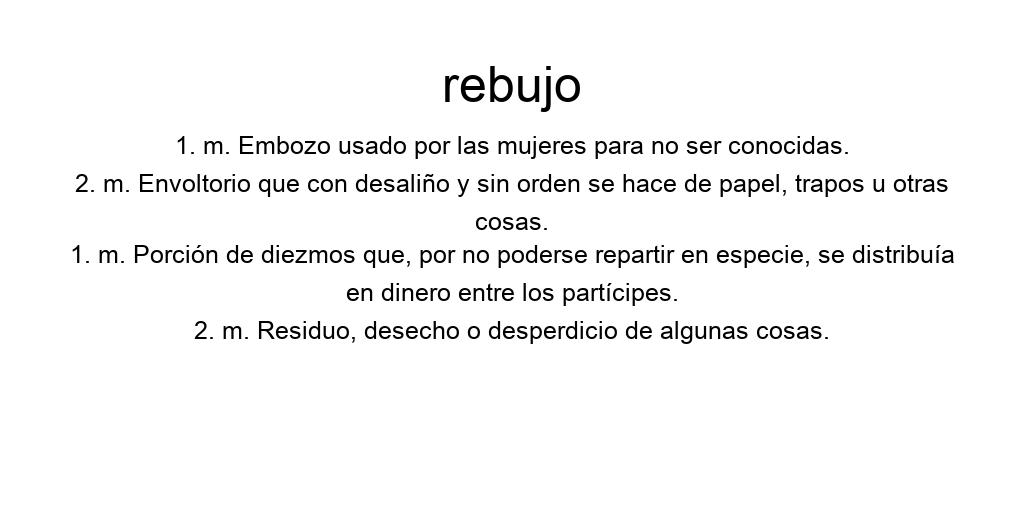 rebujo
1. m. Embozo usado por las mujeres para no ser conocidas.
2. m. Envoltorio que con desaliño y sin orden se hace de papel, trapos u otras
cosas.
1. m. Porción de diezmos que, por no poderse repartir en especie, se distribuía
en dinero entre los partícipes.
2. m. Residuo, desecho o desperdicio de algunas cosas.